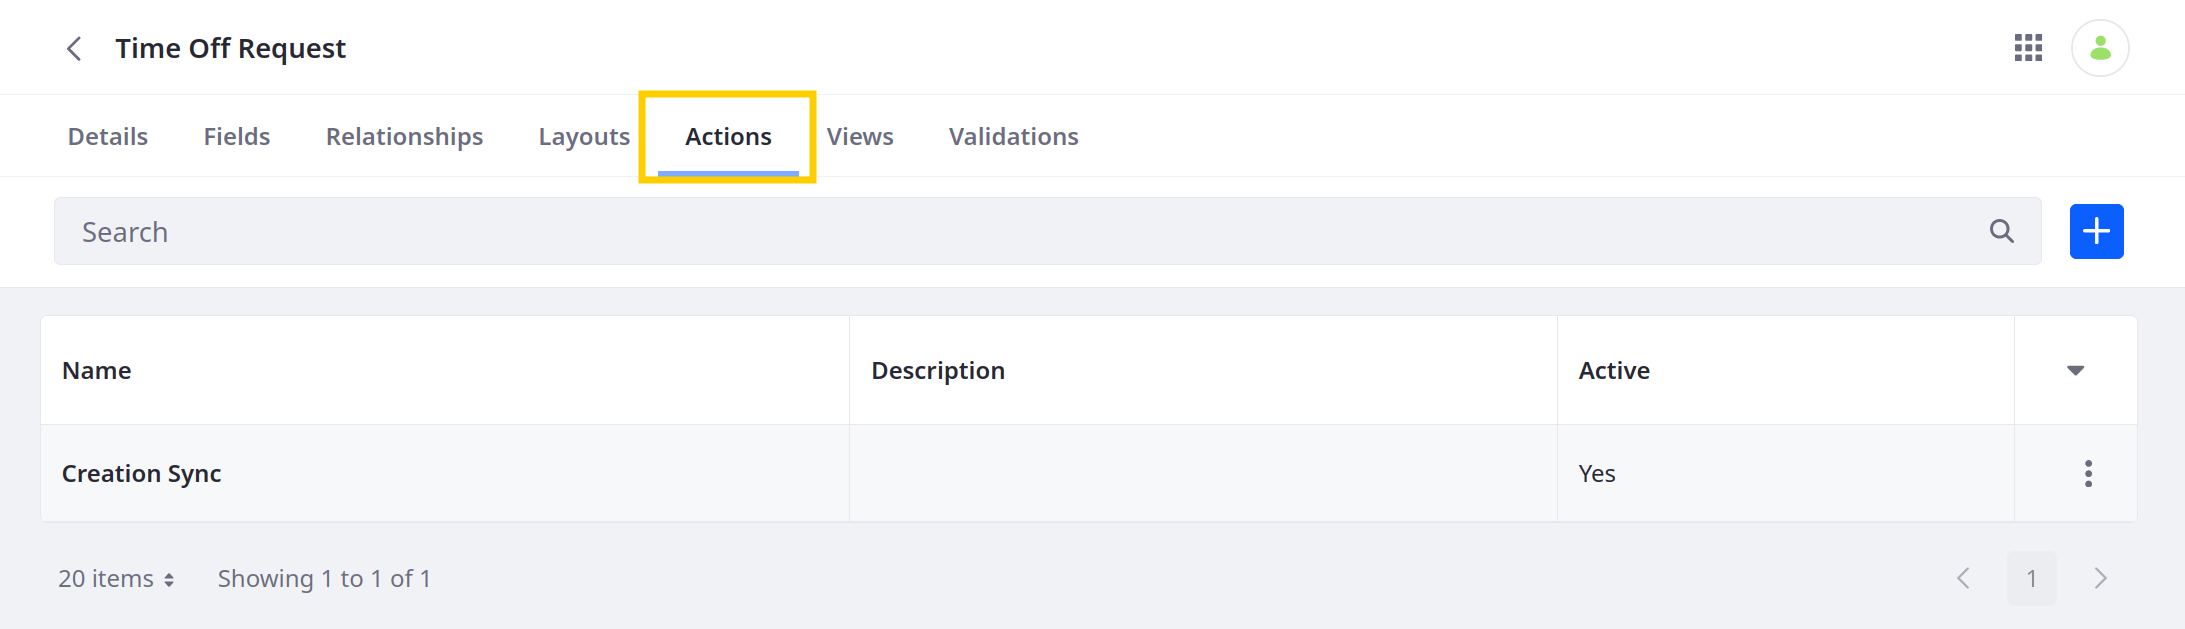 Time Off Request
Details Fields Relationships Layouts Actions Views Validations
Search
Name Description Active
Creation Sync Yes
20 items Showing 1 to 1 of 1 1